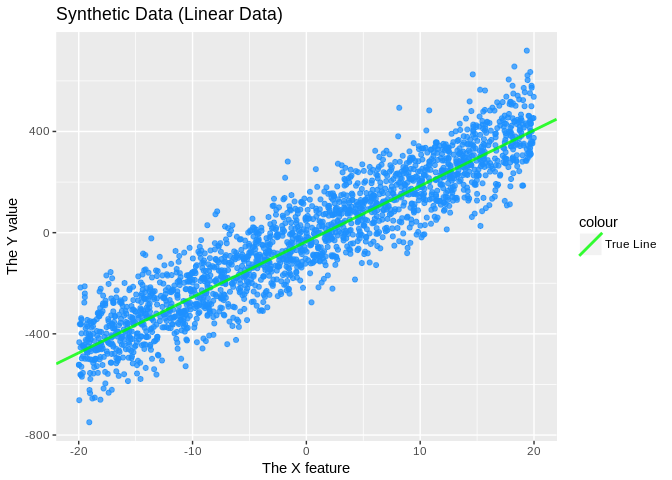 Synthetic Data (Linear Data)
400
0
-400
-800
The Y value
-20
-10
0
10
20
The X feature
colour
True Line